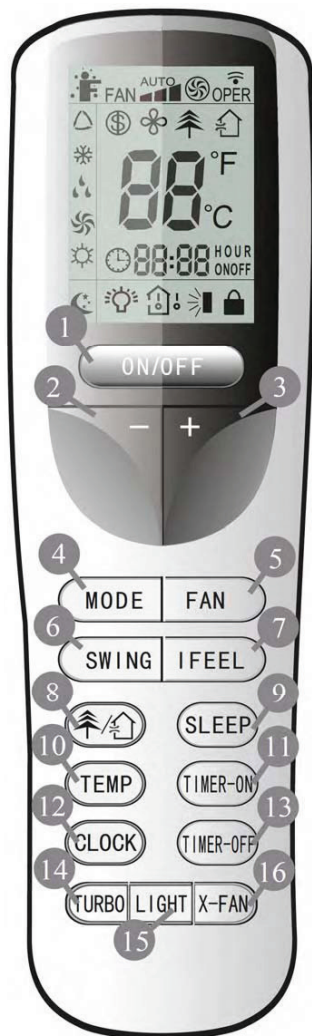 AUTO
FAN OPER
°F
88
°C
88:88 HOUR
ONOFF
1
ON/OFF
2 3
− +
4 5
MODE FAN
6 7
SWING IFEEL
8 9
/ SLEEP
10 11
TEMP TIMER-ON
12 13
CLOCK TIMER-OFF
14 16
TURBO LIGHT X-FAN
15